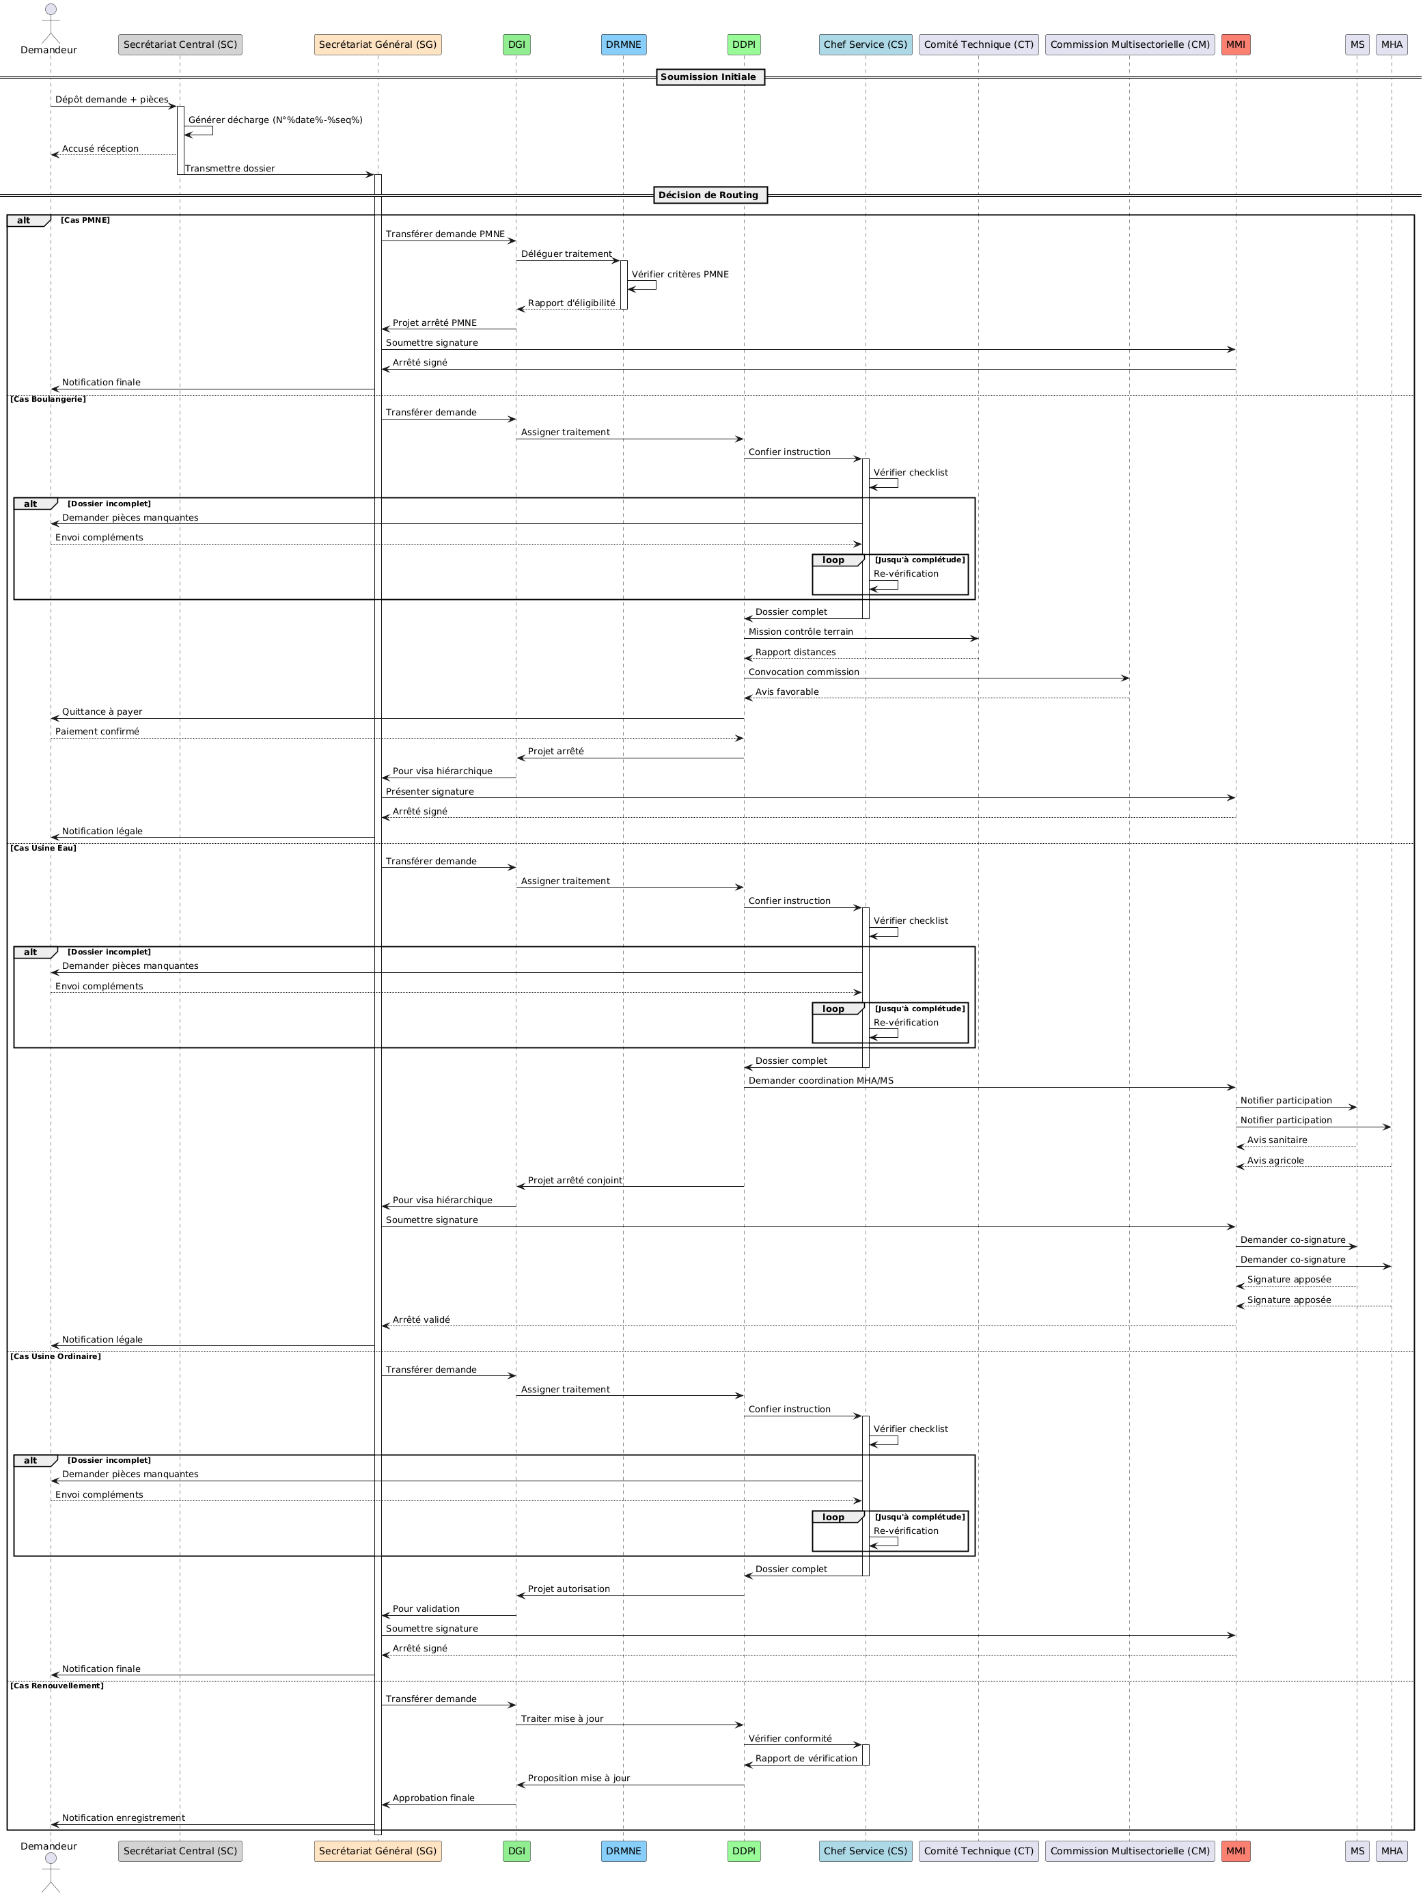 Demandeur
Secrétariat Central (SC)
Secrétariat Général (SG)
DGI
DRMNE
DDPI
Chef Service (CS)
Comité Technique (CT)
Commission Multisectorielle (CM)
MMI
MS
MHA
Soumission Initiale
Dépôt demande + pièces
Générer décharge (N°%date%-%seq%)
Accusé réception
Transmettre dossier
Décision de Routing
alt [Cas PMNE]
Transférer demande PMNE
Déléguer traitement
Vérifier critères PMNE
Rapport d'éligibilité
Projet arrêté PMNE
Soumettre signature
Arrêté signé
Notification finale
[Cas Boulangerie]
Transférer demande
Assigner traitement
Confier instruction
Vérifier checklist
alt [Dossier incomplet]
Demander pièces manquantes
Envoi compléments
loop [Jusqu'à complétude]
Re-vérification
Dossier complet
Mission contrôle terrain
Rapport distances
Convocation commission
Avis favorable
Quittance à payer
Paiement confirmé
Projet arrêté
Pour visa hiérarchique
Présenter signature
Arrêté signé
Notification légale
[Cas Usine Eau]
Transférer demande
Assigner traitement
Confier instruction
Vérifier checklist
alt [Dossier incomplet]
Demander pièces manquantes
Envoi compléments
loop [Jusqu'à complétude]
Re-vérification
Dossier complet
Demander coordination MHA/MS
Notifier participation
Notifier participation
Avis sanitaire
Avis agricole
Projet arrêté conjoint
Pour visa hiérarchique
Soumettre signature
Demander co-signature
Demander co-signature
Signature apposée
Signature apposée
Arrêté validé
Notification légale
[Cas Usine Ordinaire]
Transférer demande
Assigner traitement
Confier instruction
Vérifier checklist
alt [Dossier incomplet]
Demander pièces manquantes
Envoi compléments
loop [Jusqu'à complétude]
Re-vérification
Dossier complet
Projet autorisation
Pour validation
Soumettre signature
Arrêté signé
Notification finale
[Cas Renouvellement]
Transférer demande
Traiter mise à jour
Vérifier conformité
Rapport de vérification
Proposition mise à jour
Approbation finale
Notification enregistrement
Demandeur
Secrétariat Central (SC)
Secrétariat Général (SG)
DGI
DRMNE
DDPI
Chef Service (CS)
Comité Technique (CT)
Commission Multisectorielle (CM)
MMI
MS
MHA